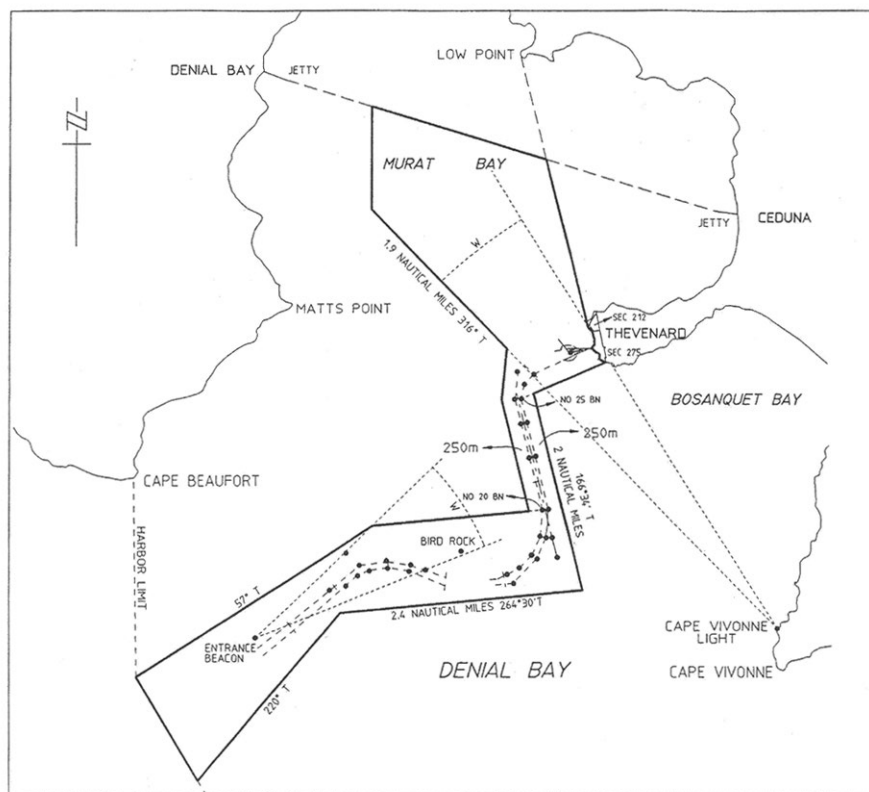 LOW POINT
DENIAL BAY
JETTY
N
MURAT BAY
JETTY
CEDUNA
W
1.9 NAUTICAL MILES 316° T
MATTS POINT
SEC 212
THEVENARD
SEC 275
NO 25 BN
BOSANQUET BAY
250m
250m
166°34' T
2 NAUTICAL MILES
CAPE BEAUFORT
NO 20 BN
W
HARBOR LIMIT
BIRD ROCK
57° T
2.4 NAUTICAL MILES 264°30'T
ENTRANCE
BEACON
CAPE VIVONNE
LIGHT
DENIAL BAY
CAPE VIVONNE
220° T